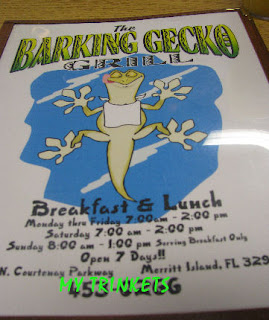 The
BARKING GECKO
GRILL
Breakfast & Lunch
Monday thru Friday 7:00am - 2:00 pm
Saturday 7:00 am - 2:00 pm
Sunday 8:00 am - 1:00 pm Serving Breakfast Only
Open 7 Days!!
N. Courtenay Parkway Merritt Island, FL 329
MY TRINKETS